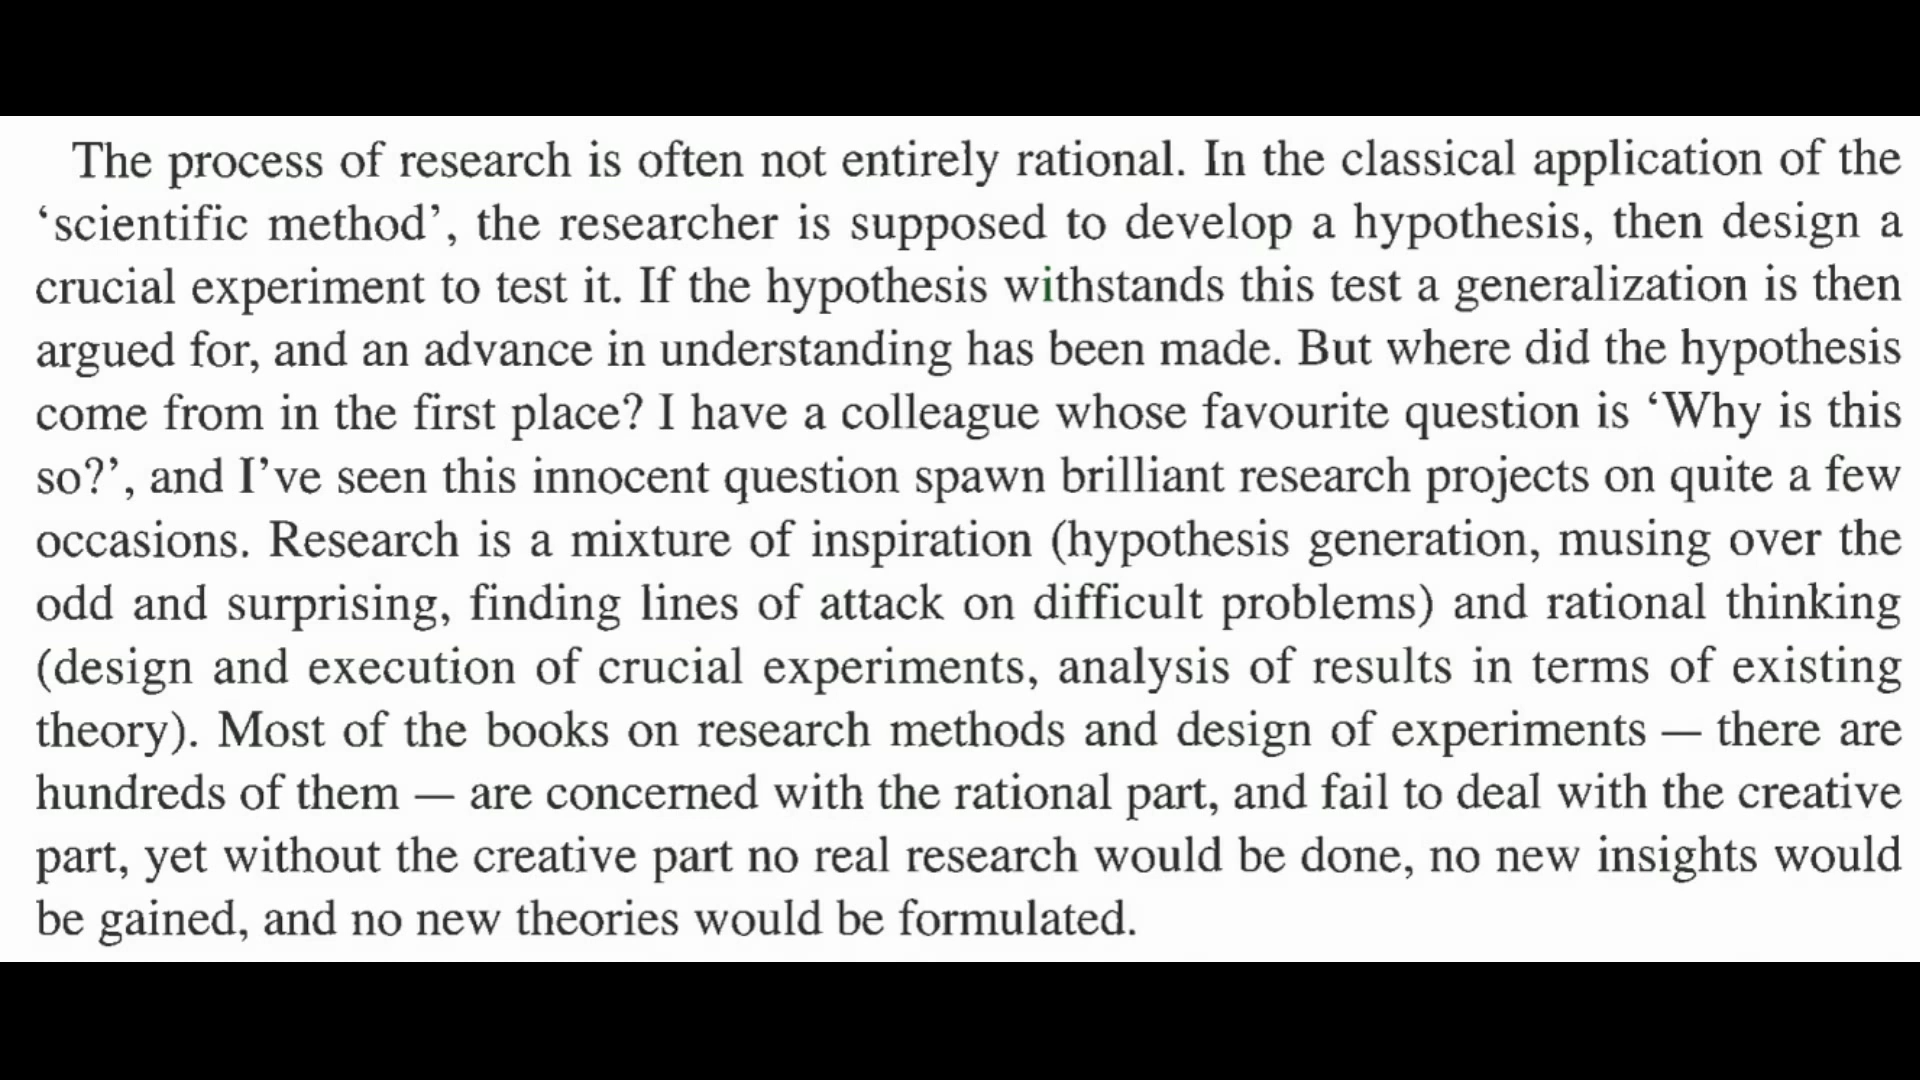 The process of research is often not entirely rational. In the classical application of the
‘scientific method’, the researcher is supposed to develop a hypothesis, then design a
crucial experiment to test it. If the hypothesis withstands this test a generalization is then
argued for, and an advance in understanding has been made. But where did the hypothesis
come from in the first place? I have a colleague whose favourite question is ‘Why is this
so?’, and I’ve seen this innocent question spawn brilliant research projects on quite a few
occasions. Research is a mixture of inspiration (hypothesis generation, musing over the
odd and surprising, finding lines of attack on difficult problems) and rational thinking
(design and execution of crucial experiments, analysis of results in terms of existing
theory). Most of the books on research methods and design of experiments — there are
hundreds of them — are concerned with the rational part, and fail to deal with the creative
part, yet without the creative part no real research would be done, no new insights would
be gained, and no new theories would be formulated.